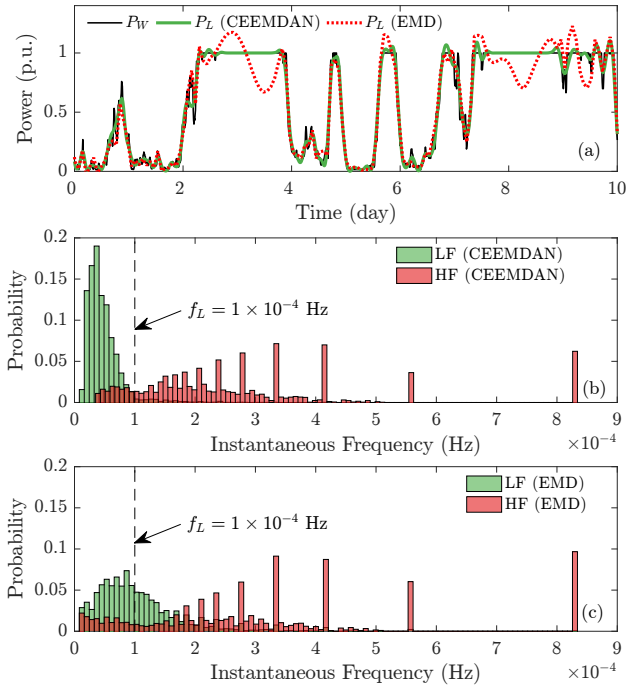 P_W P_L (CEEMDAN) P_L (EMD)
1
0.5
0
Power (p.u.)
(a)
0 2 4 6 8 10
Time (day)
0.2
0.15
0.1
0.05
0
Probability
LF (CEEMDAN)
HF (CEEMDAN)
f_L = 1 × 10⁻⁴ Hz
(b)
0 1 2 3 4 5 6 7 8 9
Instantaneous Frequency (Hz) ×10⁻⁴
0.2
0.15
0.1
0.05
0
Probability
LF (EMD)
HF (EMD)
f_L = 1 × 10⁻⁴ Hz
(c)
0 1 2 3 4 5 6 7 8 9
Instantaneous Frequency (Hz) ×10⁻⁴